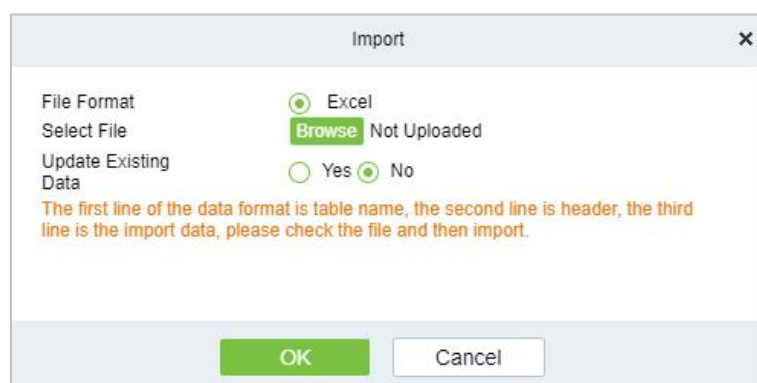 Import
File Format Excel
Select File Browse Not Uploaded
Update Existing
Data
Yes No
The first line of the data format is table name, the second line is header, the third
line is the import data, please check the file and then import.
OK Cancel